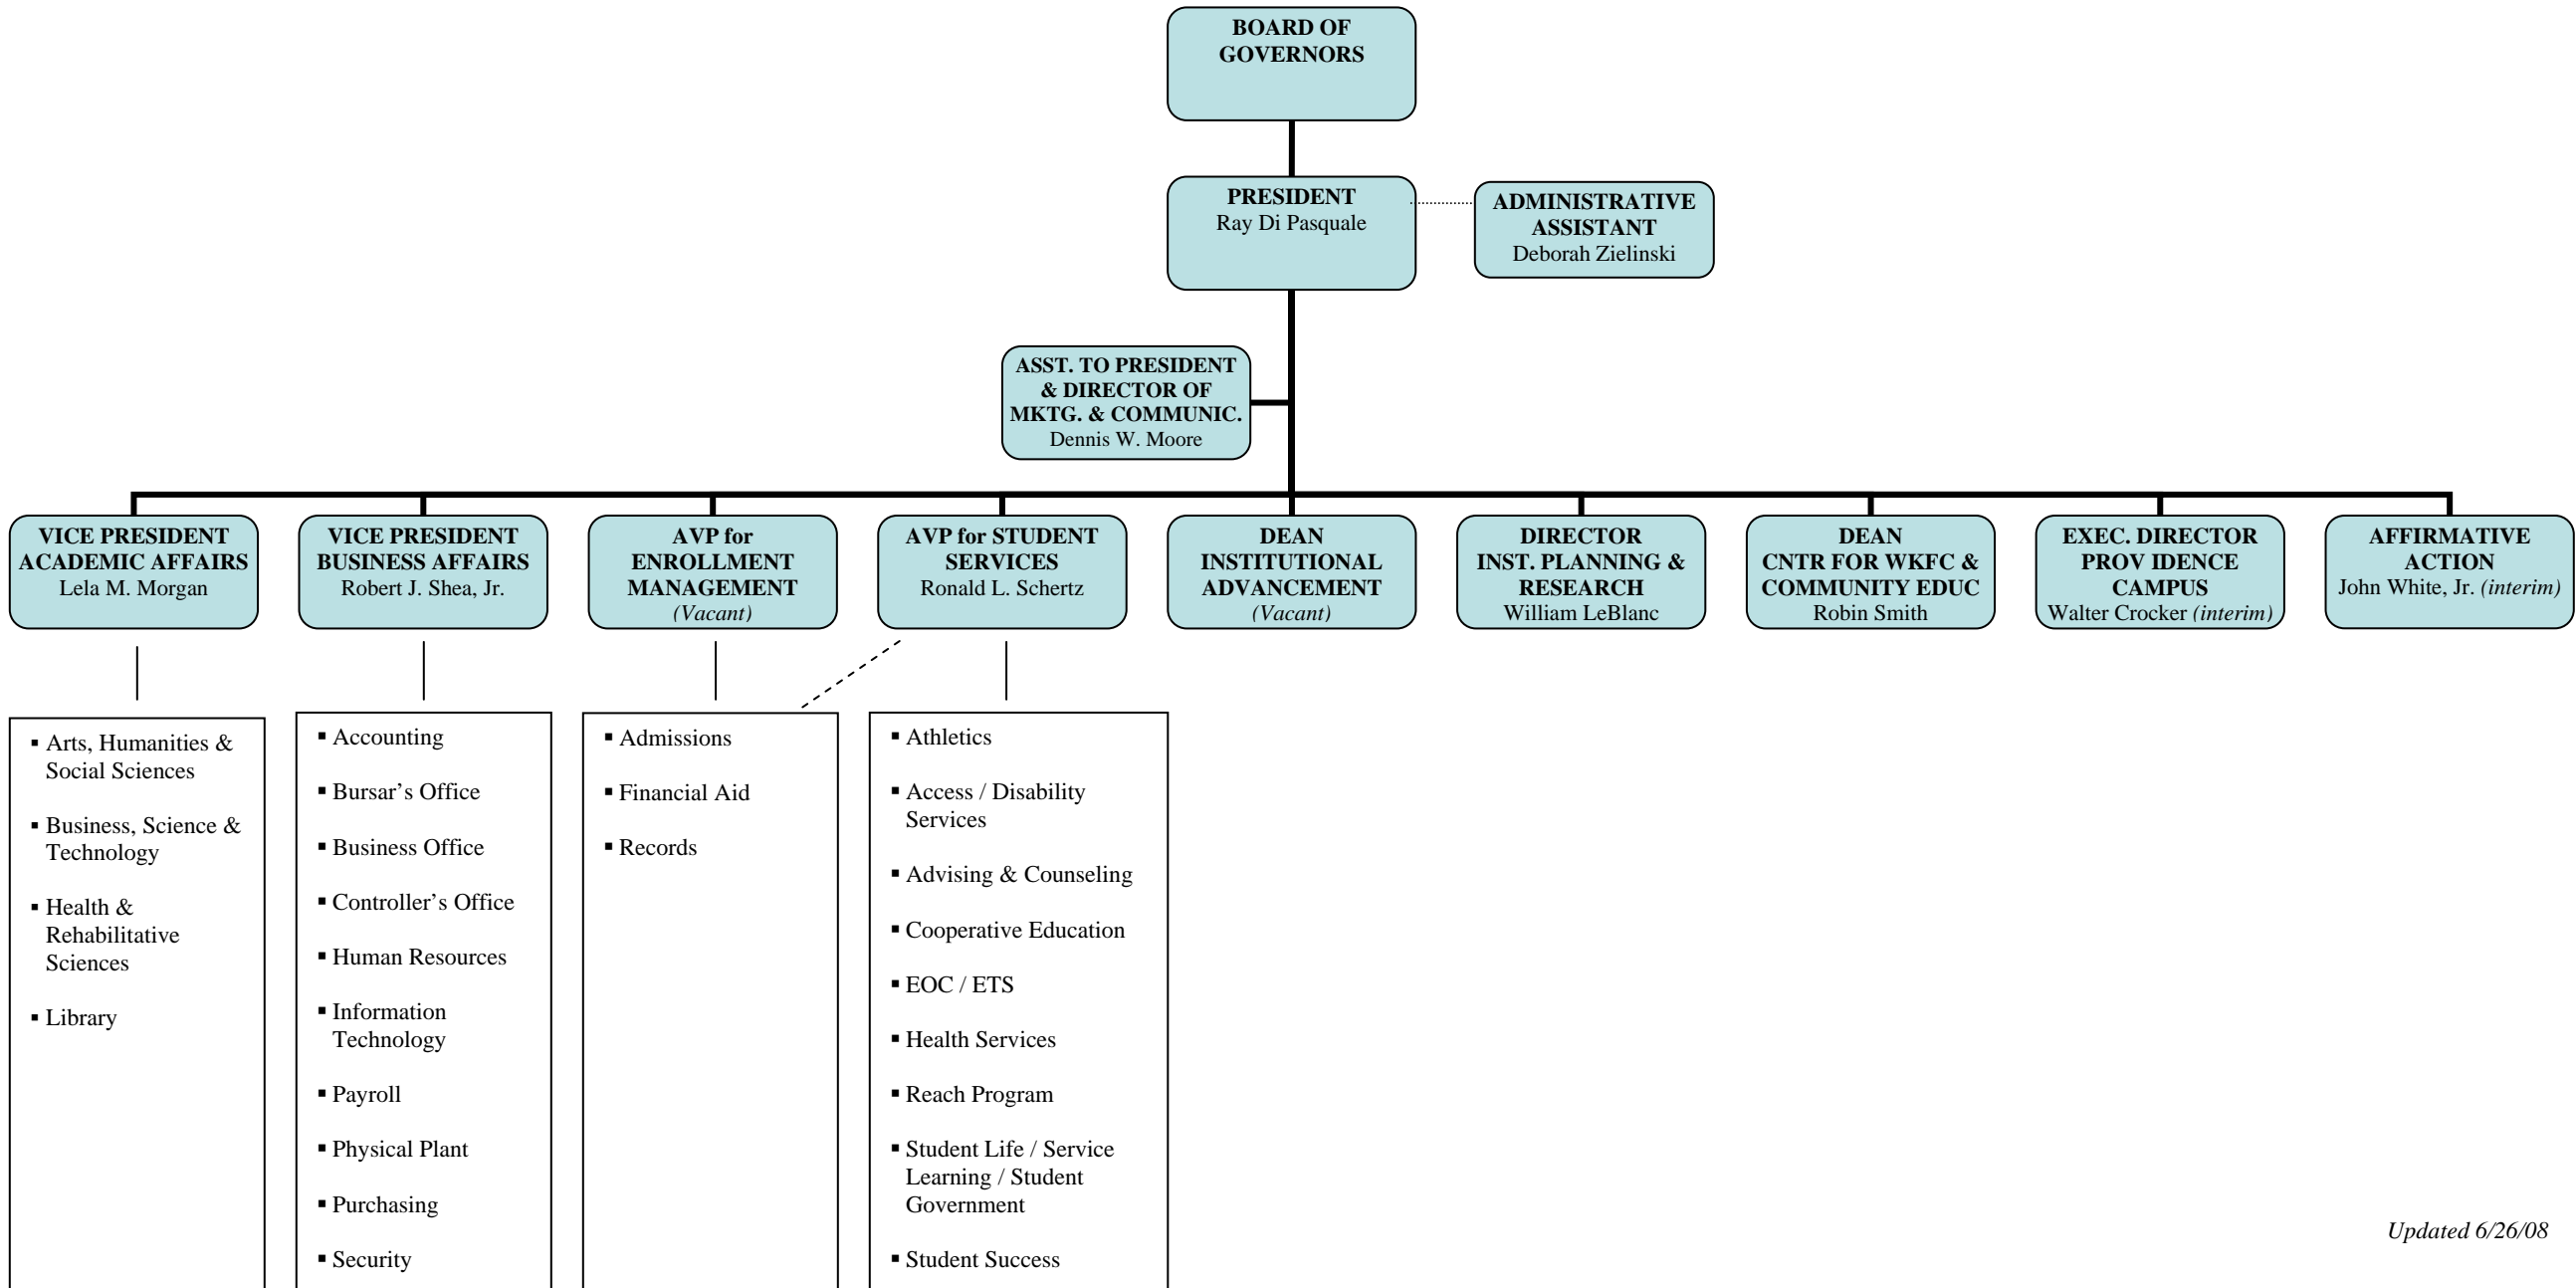 BOARD OF
GOVERNORS
PRESIDENT
Ray Di Pasquale
ADMINISTRATIVE
ASSISTANT
Deborah Zielinski
ASST. TO PRESIDENT
& DIRECTOR OF
MKTG. & COMMUNIC.
Dennis W. Moore
VICE PRESIDENT
ACADEMIC AFFAIRS
Lela M. Morgan
VICE PRESIDENT
BUSINESS AFFAIRS
Robert J. Shea, Jr.
AVP for
ENROLLMENT
MANAGEMENT
(Vacant)
AVP for STUDENT
SERVICES
Ronald L. Schertz
DEAN
INSTITUTIONAL
ADVANCEMENT
(Vacant)
DIRECTOR
INST. PLANNING &
RESEARCH
William LeBlanc
DEAN
CNTR FOR WKFC &
COMMUNITY EDUC
Robin Smith
EXEC. DIRECTOR
PROV IDENCE
CAMPUS
Walter Crocker (interim)
AFFIRMATIVE
ACTION
John White, Jr. (interim)
▪ Arts, Humanities &
Social Sciences
▪ Business, Science &
Technology
▪ Health &
Rehabilitative
Sciences
▪ Library
▪ Accounting
▪ Bursar’s Office
▪ Business Office
▪ Controller’s Office
▪ Human Resources
▪ Information
Technology
▪ Payroll
▪ Physical Plant
▪ Purchasing
▪ Security
▪ Admissions
▪ Financial Aid
▪ Records
▪ Athletics
▪ Access / Disability
Services
▪ Advising & Counseling
▪ Cooperative Education
▪ EOC / ETS
▪ Health Services
▪ Reach Program
▪ Student Life / Service
Learning / Student
Government
▪ Student Success
Updated 6/26/08